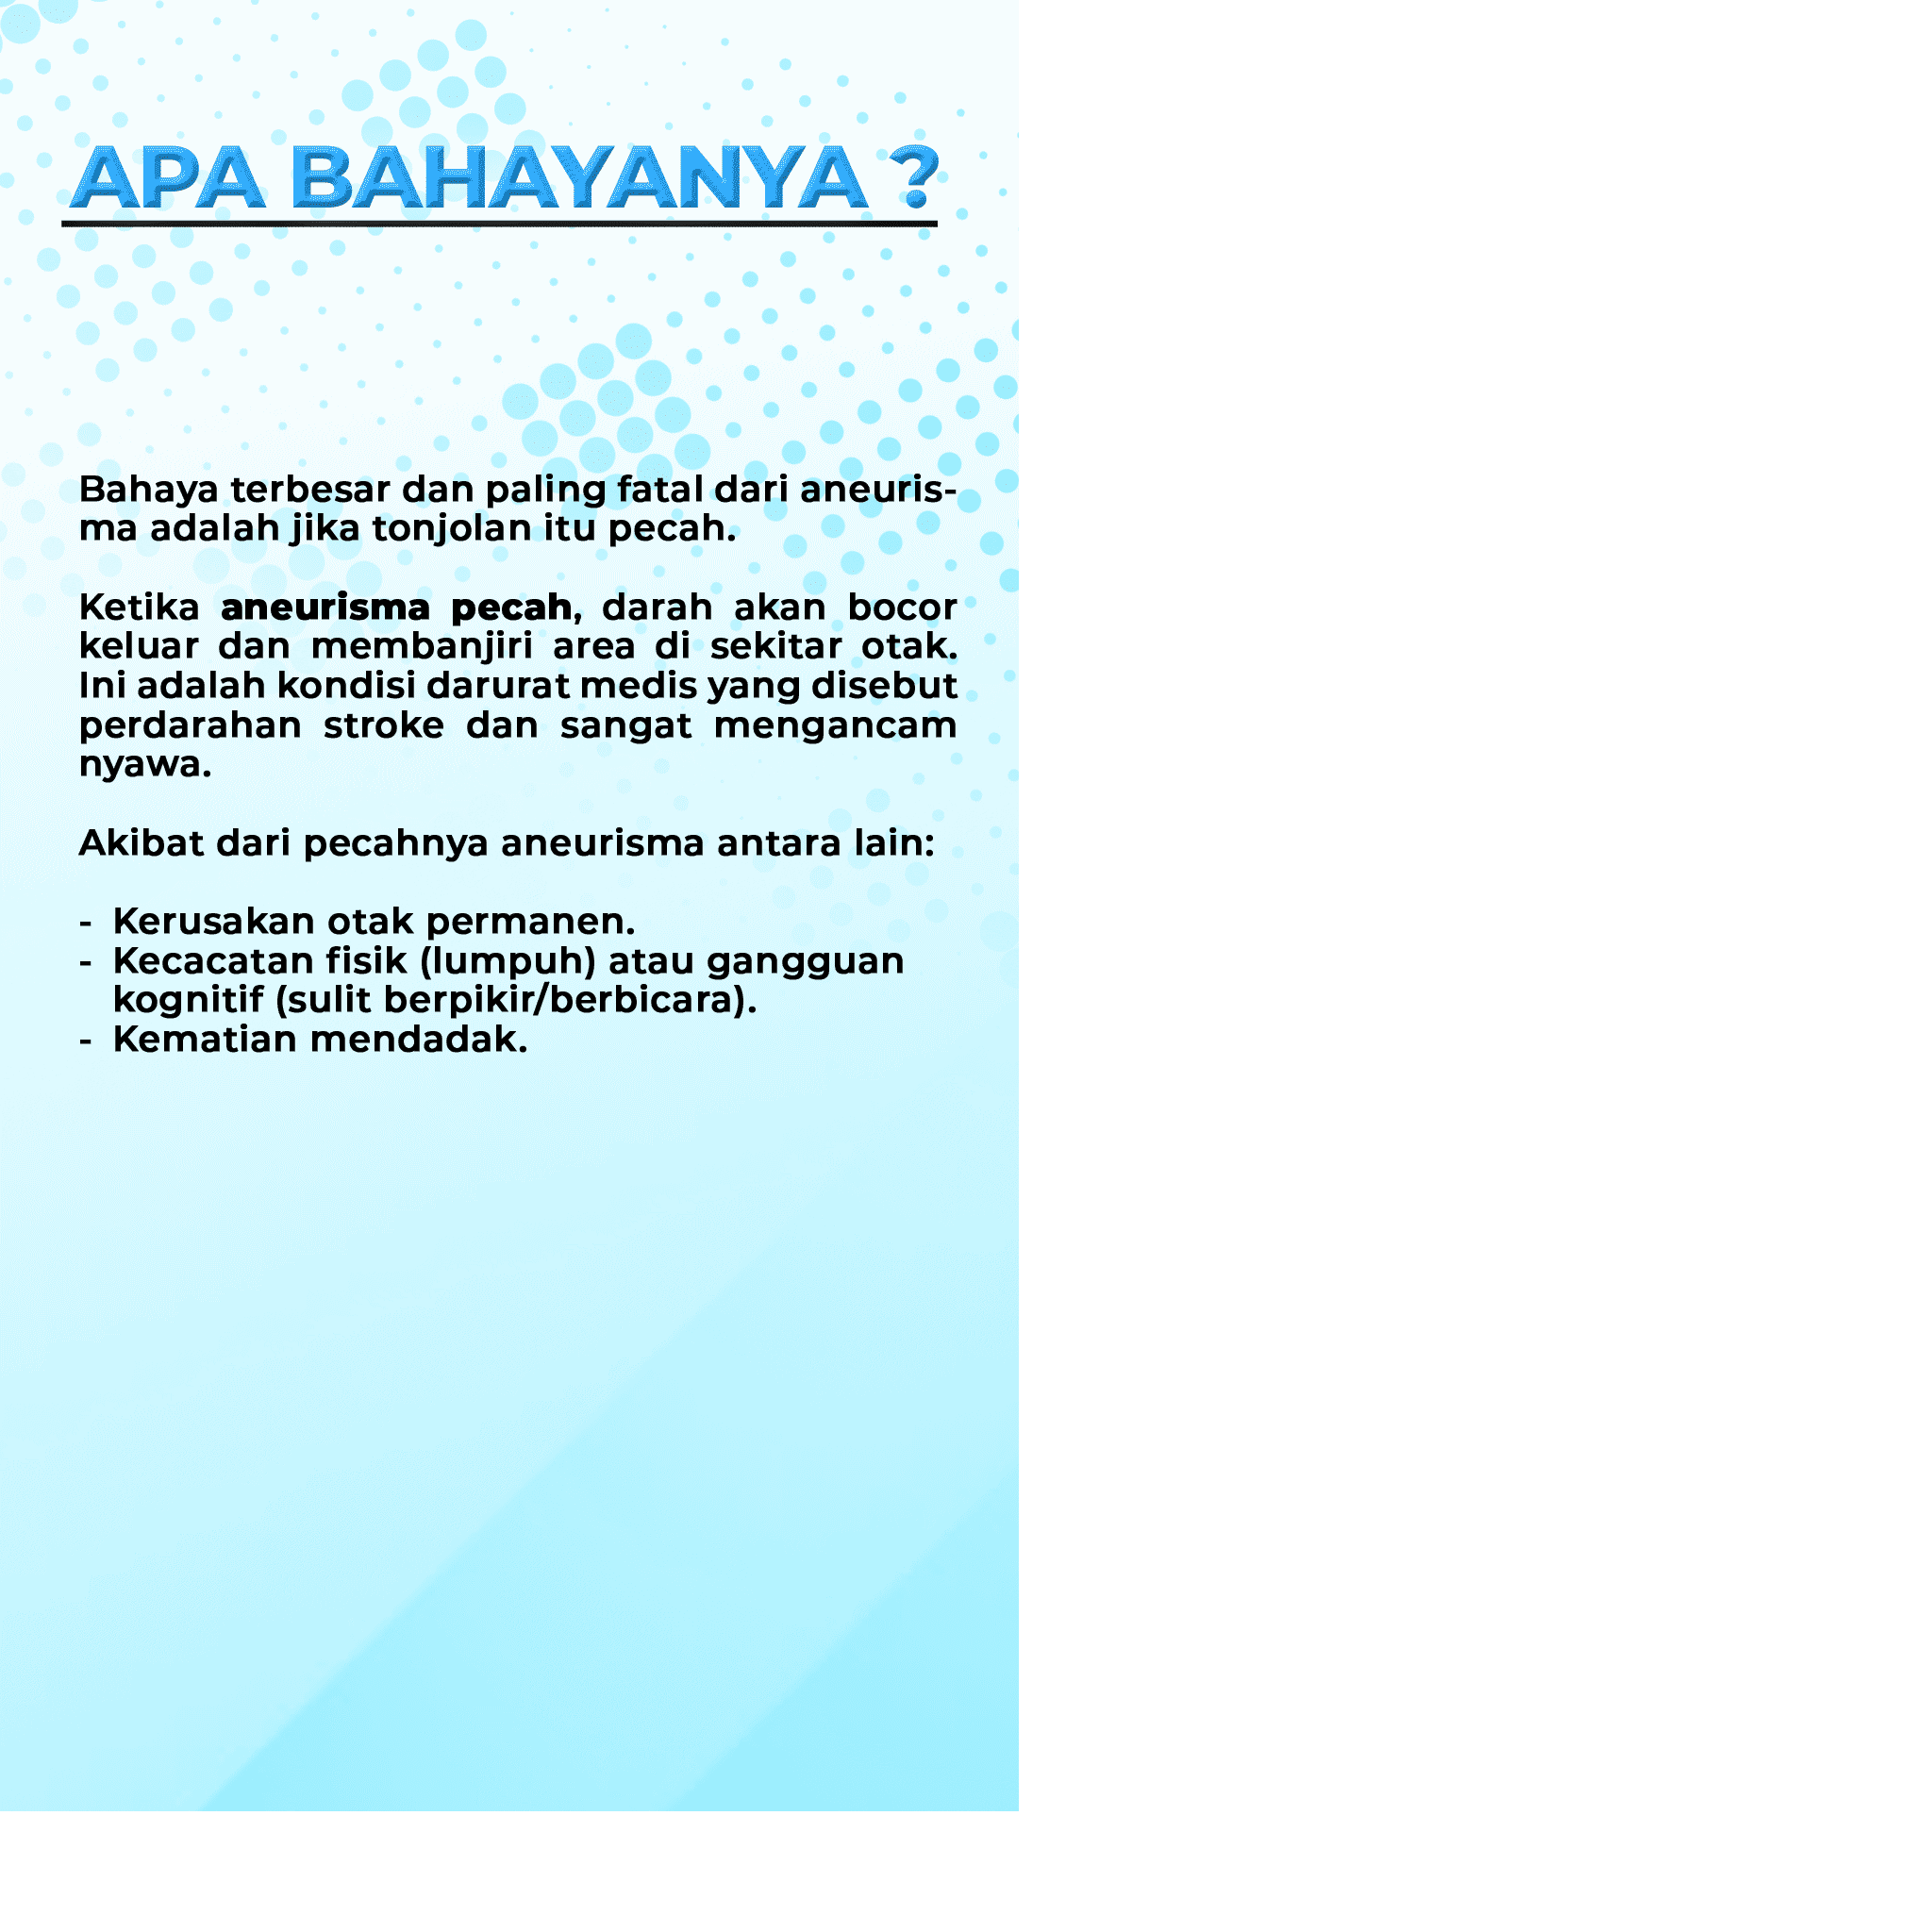 APA BAHAYANYA ?
Bahaya terbesar dan paling fatal dari aneuris-
ma adalah jika tonjolan itu pecah.
Ketika aneurisma pecah, darah akan bocor
keluar dan membanjiri area di sekitar otak.
Ini adalah kondisi darurat medis yang disebut
perdarahan stroke dan sangat mengancam
nyawa.
Akibat dari pecahnya aneurisma antara lain:
- Kerusakan otak permanen.
- Kecacatan fisik (lumpuh) atau gangguan
kognitif (sulit berpikir/berbicara).
- Kematian mendadak.